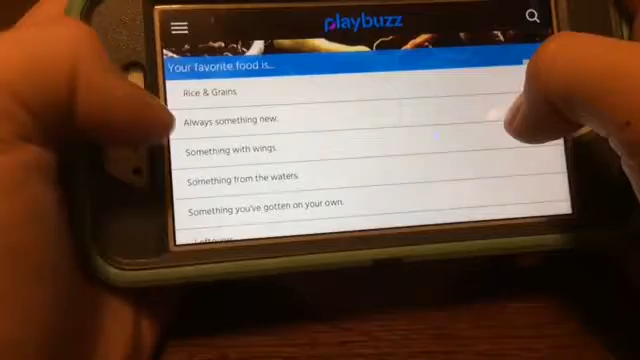 playbuzz
Your favorite food is...
Rice & Grains
Always something new.
Something with wings.
Something from the waters.
Something you've gotten on your own.
Leftovers